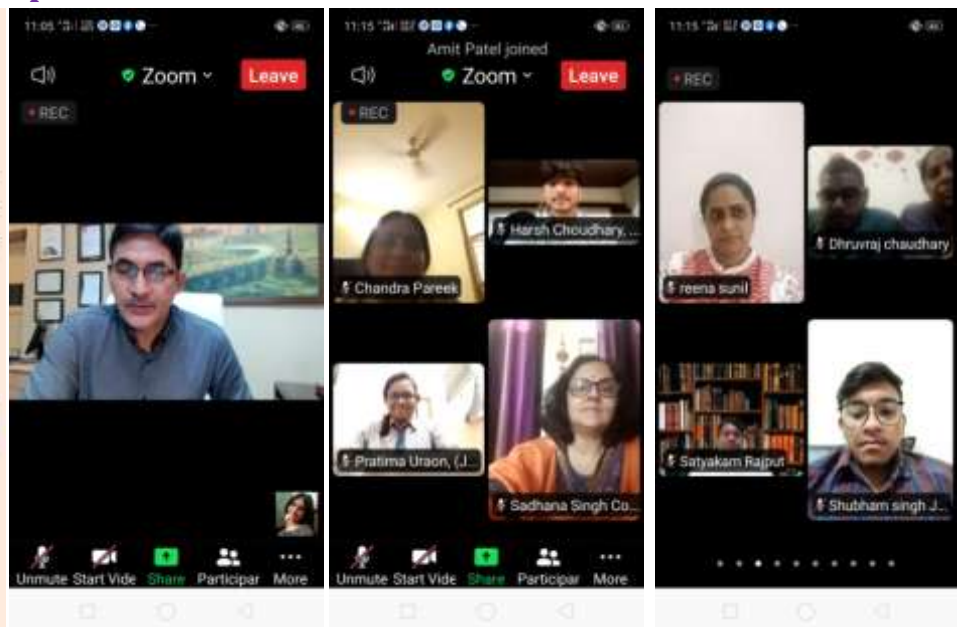 11:05
Zoom
Leave
REC
Unmute Start Vide Share Participar More
11:15
Amit Patel joined
Zoom
Leave
REC
Harsh Choudhary, ...
Chandra Pareek
Pratima Uraon, (J...
Sadhana Singh Co...
Unmute Start Vide Share Participar More
11:15
REC
Dhruvraj chaudhary
reena sunil
Satyakam Rajput
Shubham singh J...